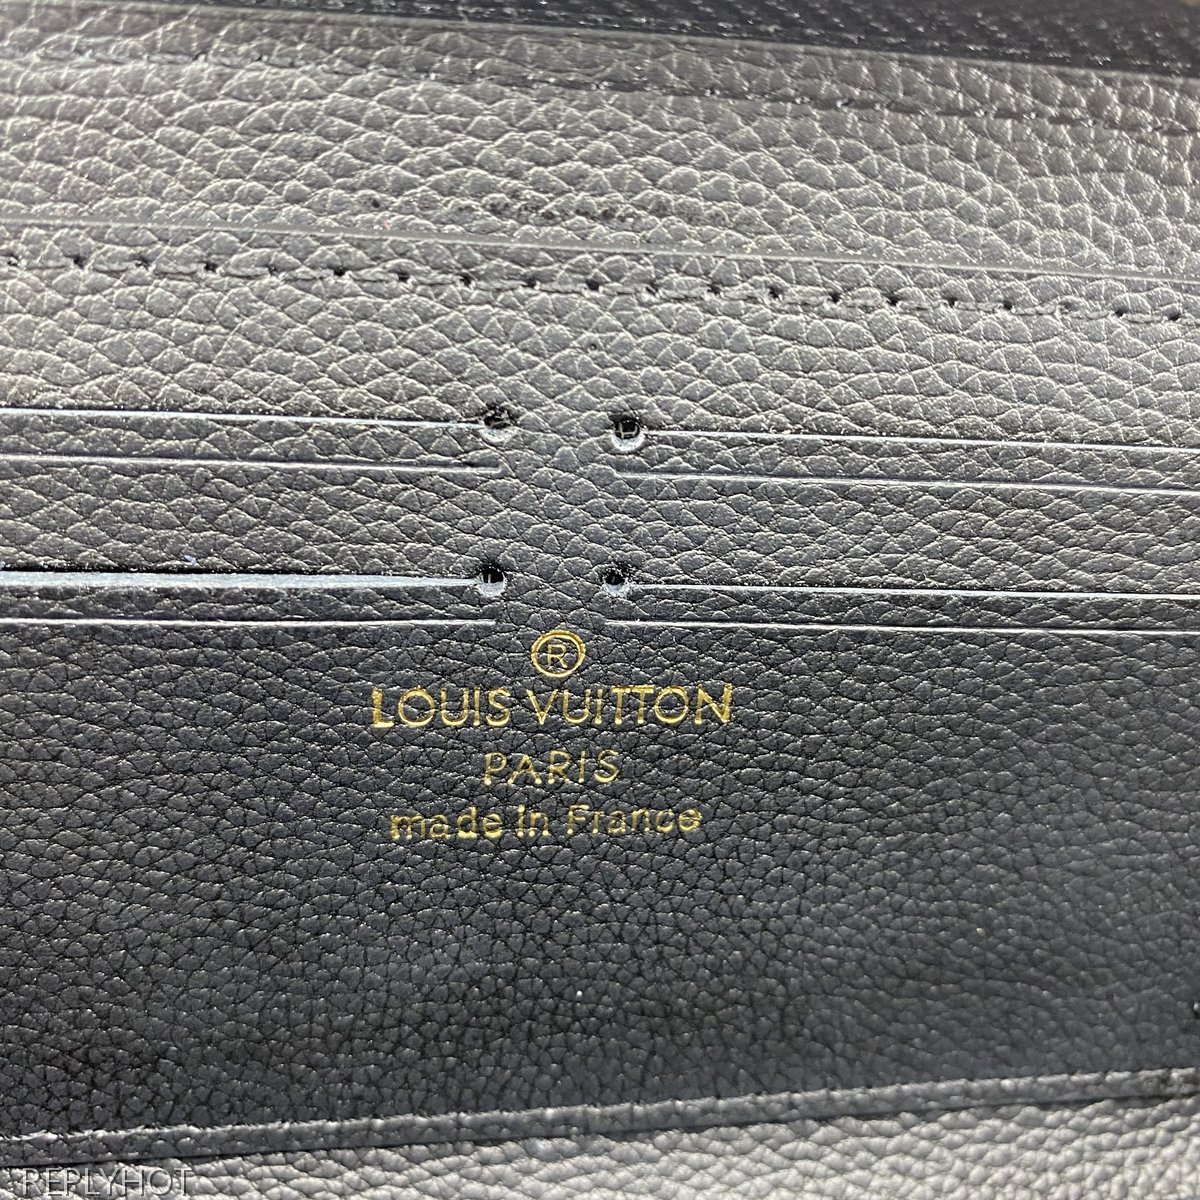 ®
LOUIS VUITTON
PARIS
made in France
REPLYHOT